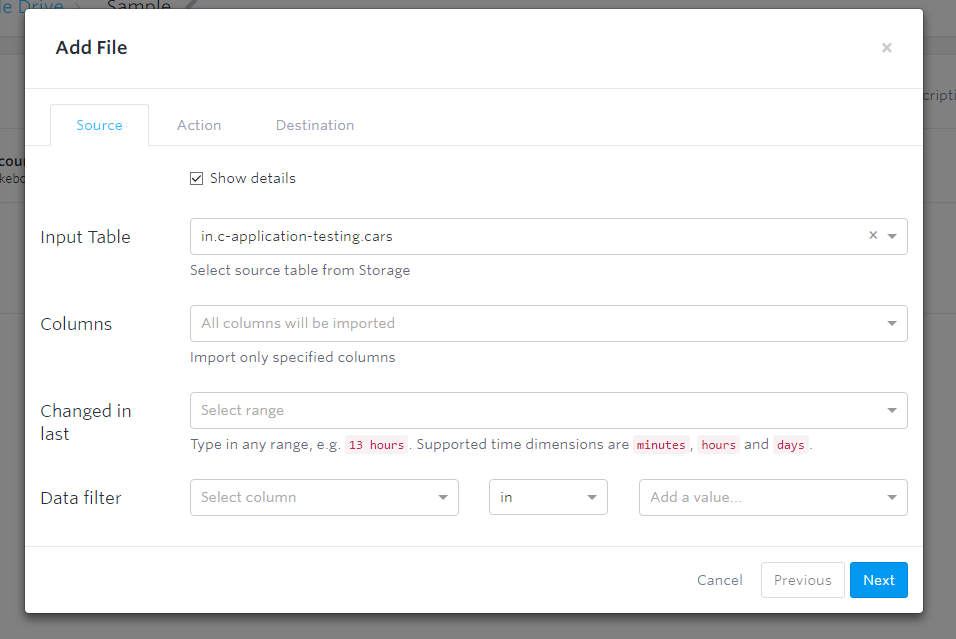 Drive
Sample
Add File
×
Source
Action
Destination
Show details
Input Table
in.c-application-testing.cars
×
Select source table from Storage
Columns
All columns will be imported
Import only specified columns
Changed in
last
Select range
Type in any range, e.g. 13 hours. Supported time dimensions are minutes, hours and days.
Data filter
Select column
in
Add a value...
Cancel
Previous
Next